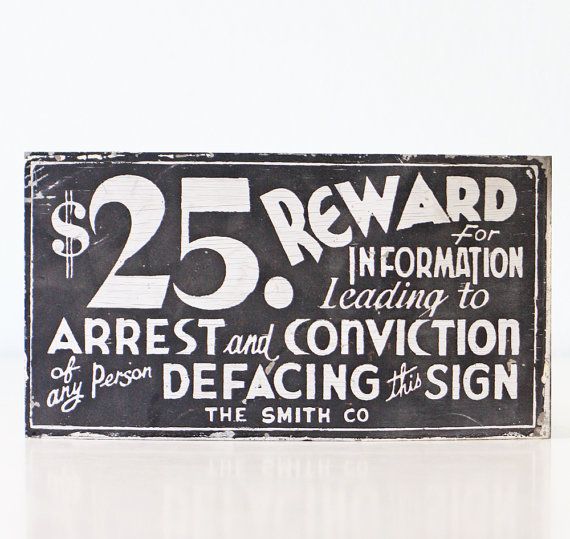 $25. REWARD
For
INFORMATION
leading to
ARREST and CONVICTION
of any Person DEFACING this SIGN
THE SMITH CO